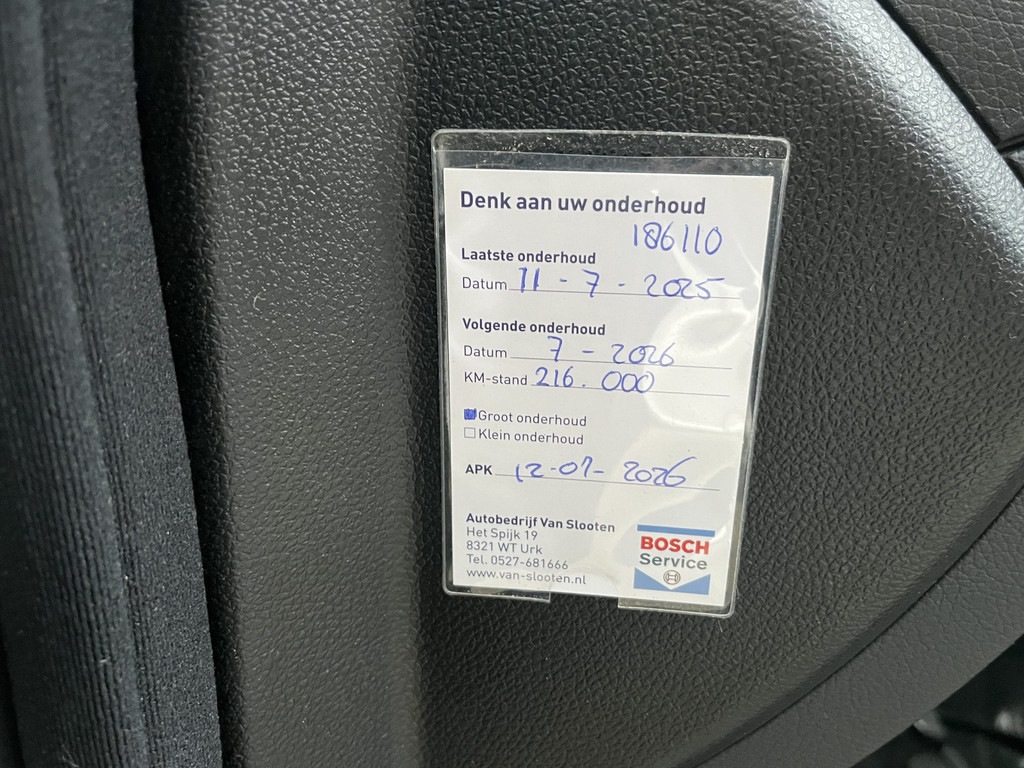 Denk aan uw onderhoud
186110
Laatste onderhoud
Datum 11 - 7 - 2025
Volgende onderhoud
Datum 7 - 2026
KM-stand 216.000
Groot onderhoud
Klein onderhoud
APK 12-07-2026
Autobedrijf Van Slooten
Het Spijk 19
8321 WT Urk
Tel. 0527-681666
www.van-slooten.nl
BOSCH
Service